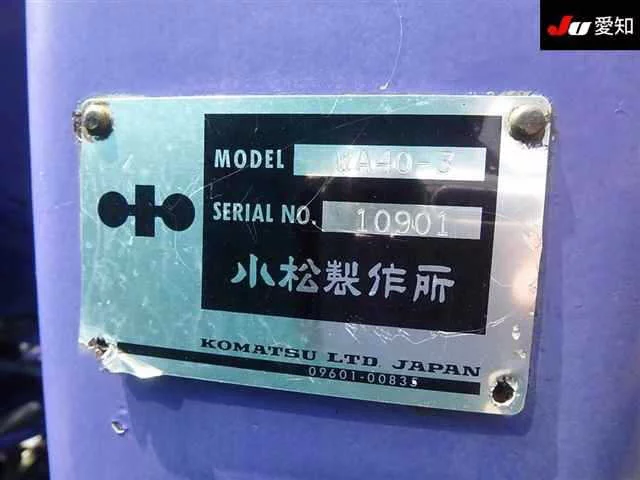 JU 愛知
MODEL WA40-3
SERIAL NO. 10901
小松製作所
KOMATSU LTD. JAPAN
09601-00835